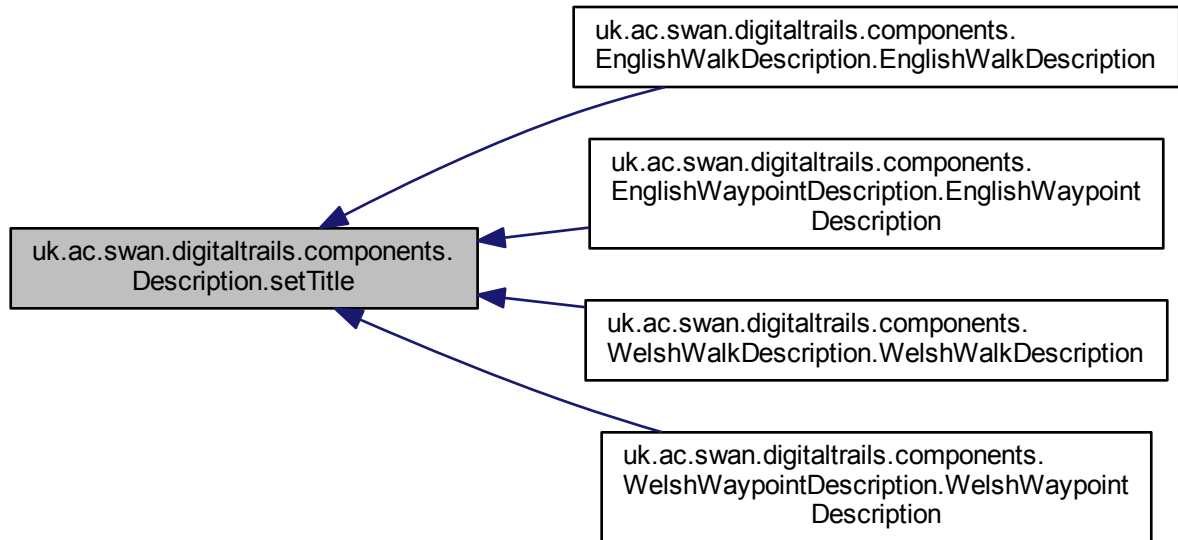 uk.ac.swan.digitaltrails.components.
EnglishWalkDescription.EnglishWalkDescription
uk.ac.swan.digitaltrails.components.
EnglishWaypointDescription.EnglishWaypoint
Description
uk.ac.swan.digitaltrails.components.
Description.setTitle
uk.ac.swan.digitaltrails.components.
WelshWalkDescription.WelshWalkDescription
uk.ac.swan.digitaltrails.components.
WelshWaypointDescription.WelshWaypoint
Description